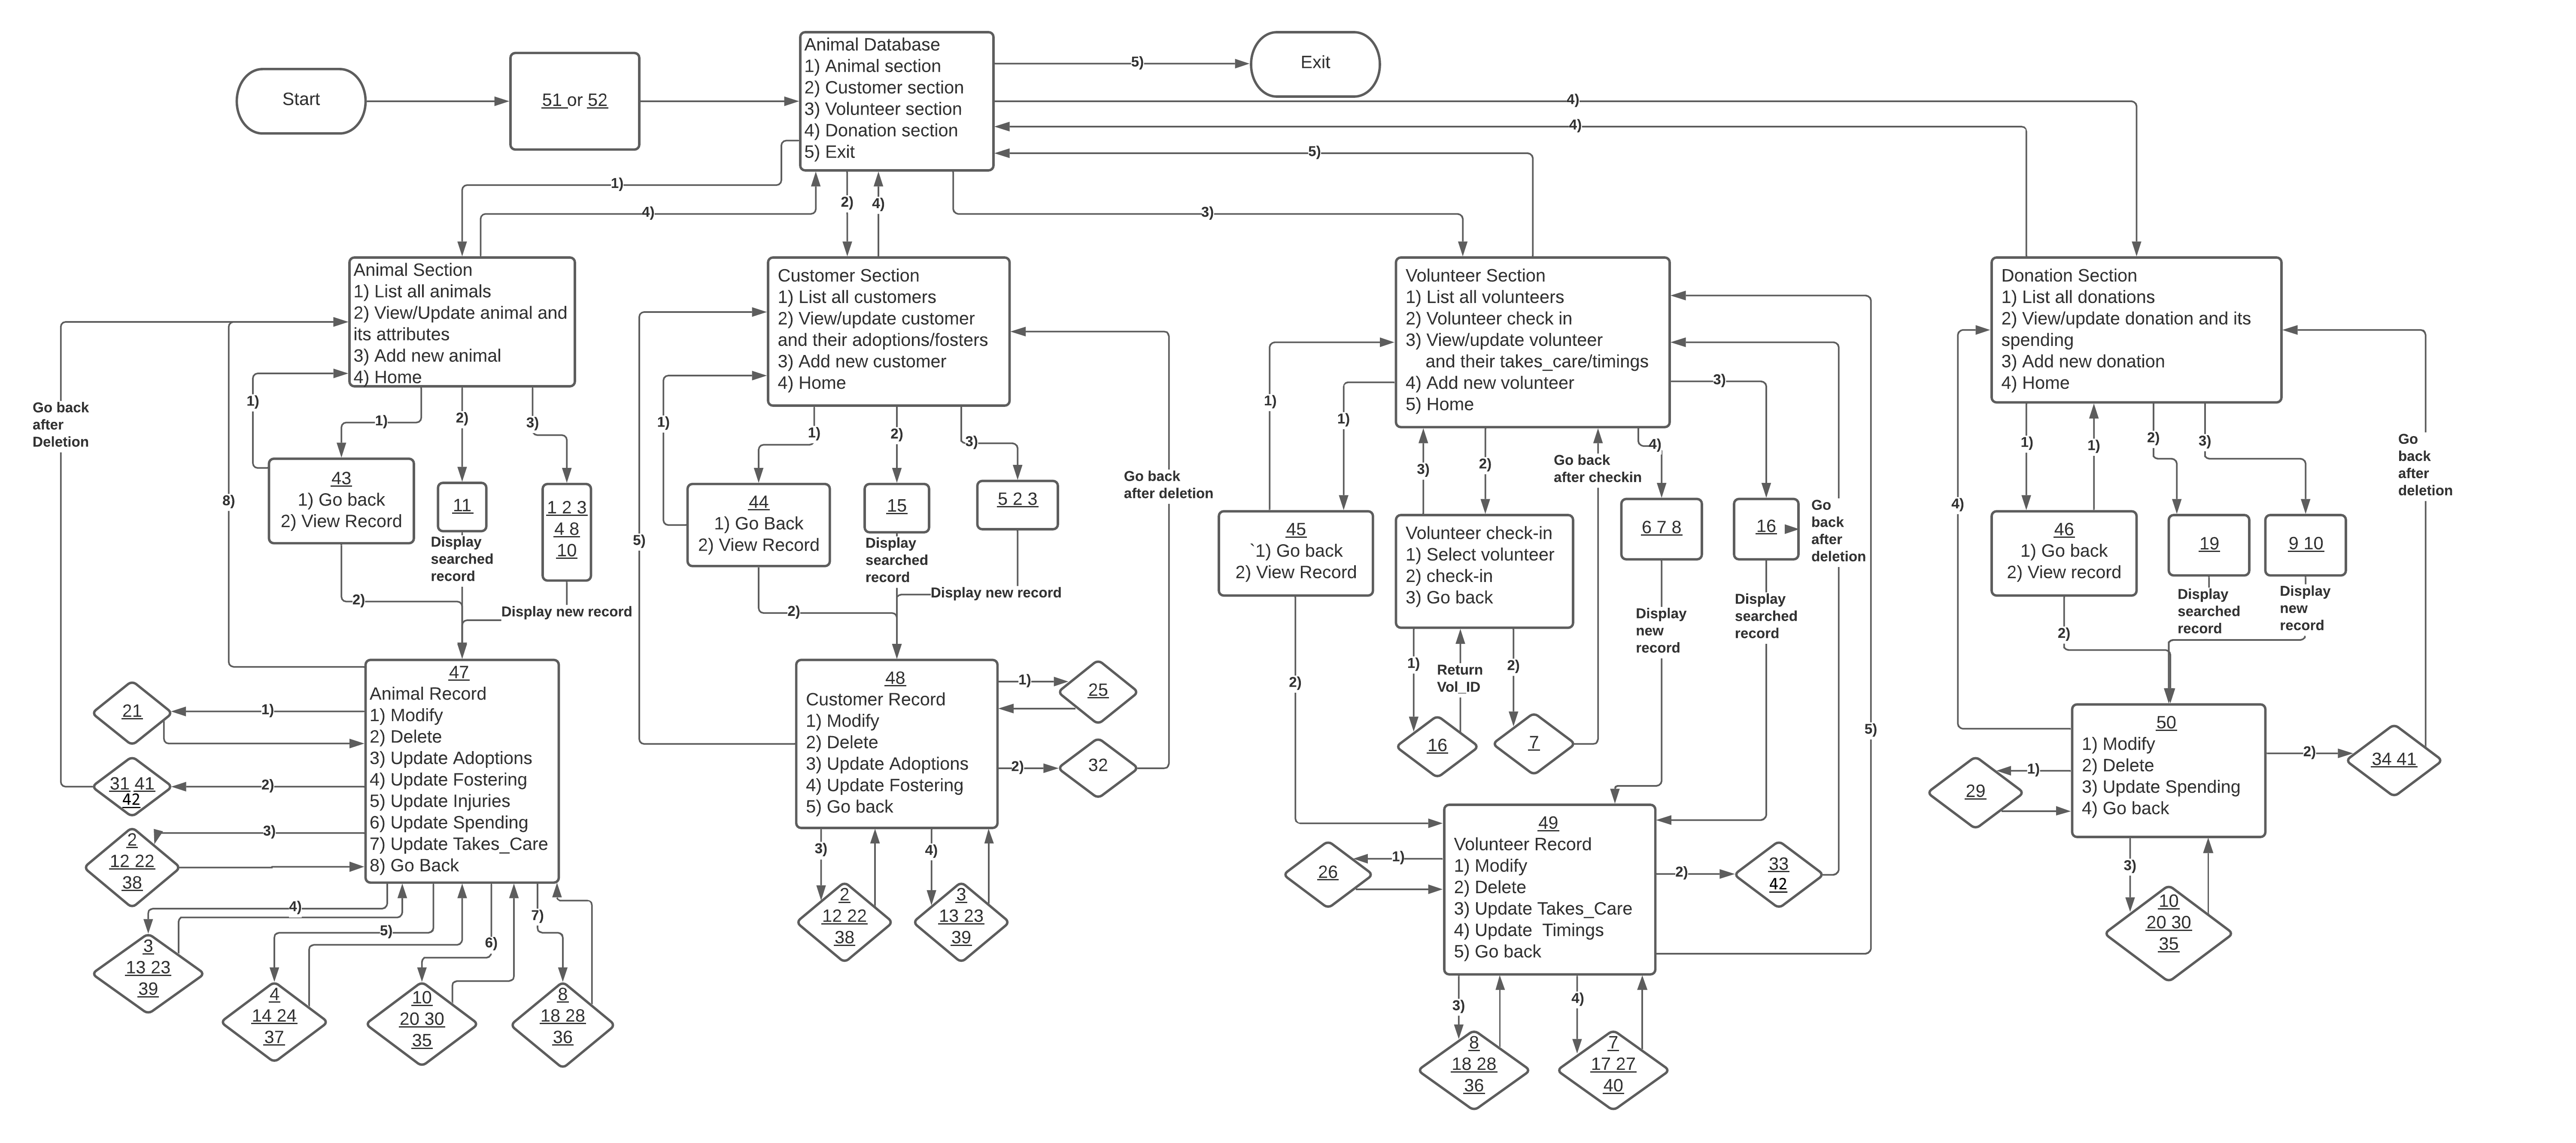 Start
51 or 52
Animal Database
1) Animal section
2) Customer section
3) Volunteer section
4) Donation section
5) Exit
5)
Exit
4)
4)
5)
1)
4)
2)
4)
3)
Animal Section
1) List all animals
2) View/Update animal and
its attributes
3) Add new animal
4) Home
Go back
after
Deletion
8)
1)
1)
2)
3)
43
1) Go back
2) View Record
11
1 2 3
4 8
10
Display
searched
record
2)
Display new record
47
Animal Record
1) Modify
2) Delete
3) Update Adoptions
4) Update Fostering
5) Update Injuries
6) Update Spending
7) Update Takes_Care
8) Go Back
1)
21
2)
31 41
42
3)
2
12 22
38
4)
3
13 23
39
5)
4
14 24
37
6)
10
20 30
35
7)
8
18 28
36
Customer Section
1) List all customers
2) View/update customer
and their adoptions/fosters
3) Add new customer
4) Home
5)
1)
1)
2)
3)
44
1) Go Back
2) View Record
15
5 2 3
Display
searched
record
2)
Display new record
Go back
after deletion
48
Customer Record
1) Modify
2) Delete
3) Update Adoptions
4) Update Fostering
5) Go back
1)
25
2)
32
3)
2
12 22
38
4)
3
13 23
39
Volunteer Section
1) List all volunteers
2) Volunteer check in
3) View/update volunteer
and their takes_care/timings
4) Add new volunteer
5) Home
1)
1)
3)
2)
Go back
after checkin
4)
3)
45
`1) Go back
2) View Record
Volunteer check-in
1) Select volunteer
2) check-in
3) Go back
6 7 8
16
Go
back
after
deletion
Display
new
record
Display
searched
record
2)
1)
Return
Vol_ID
2)
16
7
5)
49
Volunteer Record
1) Modify
2) Delete
3) Update Takes_Care
4) Update  Timings
5) Go back
1)
26
2)
33
42
3)
8
18 28
36
4)
7
17 27
40
Donation Section
1) List all donations
2) View/update donation and its
spending
3) Add new donation
4) Home
4)
1)
1)
2)
3)
Go
back
after
deletion
46
1) Go back
2) View record
19
9 10
Display
searched
record
Display
new
record
2)
50
1) Modify
2) Delete
3) Update Spending
4) Go back
1)
29
2)
34 41
3)
10
20 30
35